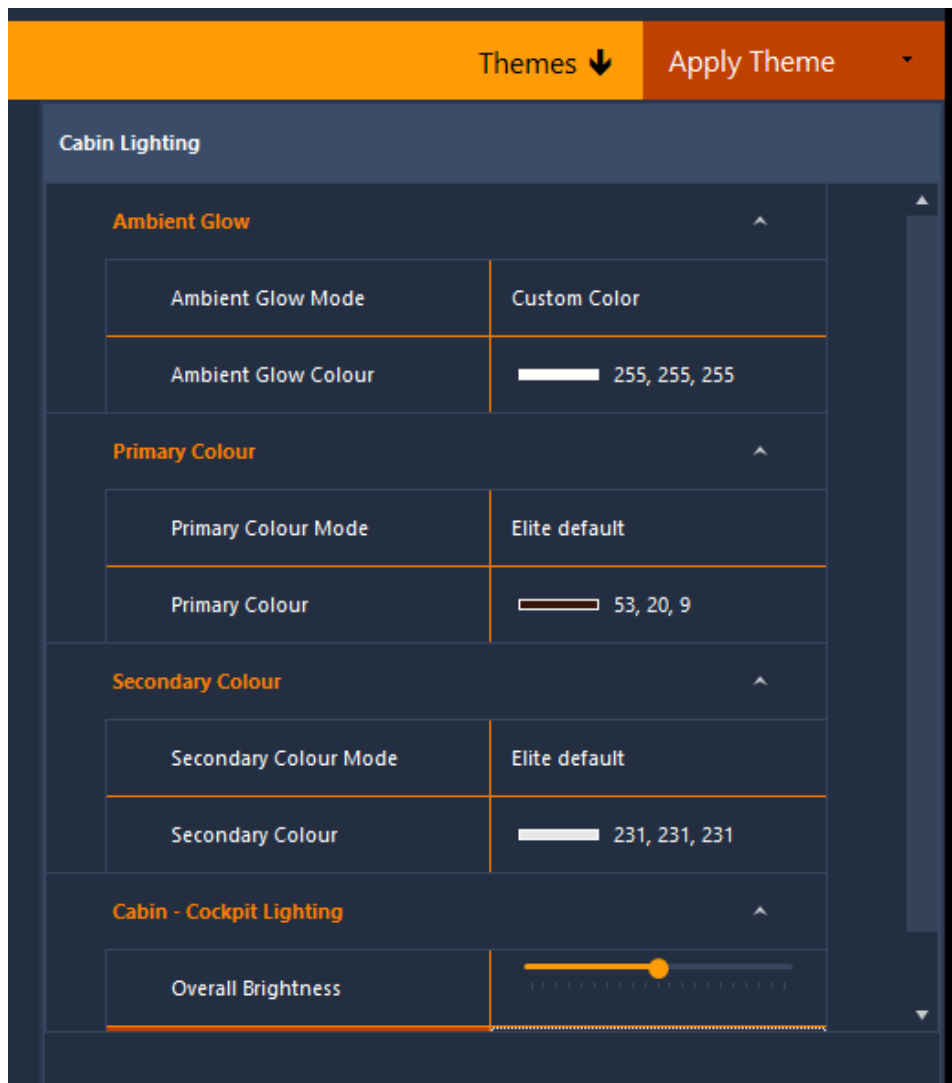 Themes Apply Theme
Cabin Lighting
Ambient Glow
Ambient Glow Mode Custom Color
Ambient Glow Colour 255, 255, 255
Primary Colour
Primary Colour Mode Elite default
Primary Colour 53, 20, 9
Secondary Colour
Secondary Colour Mode Elite default
Secondary Colour 231, 231, 231
Cabin - Cockpit Lighting
Overall Brightness